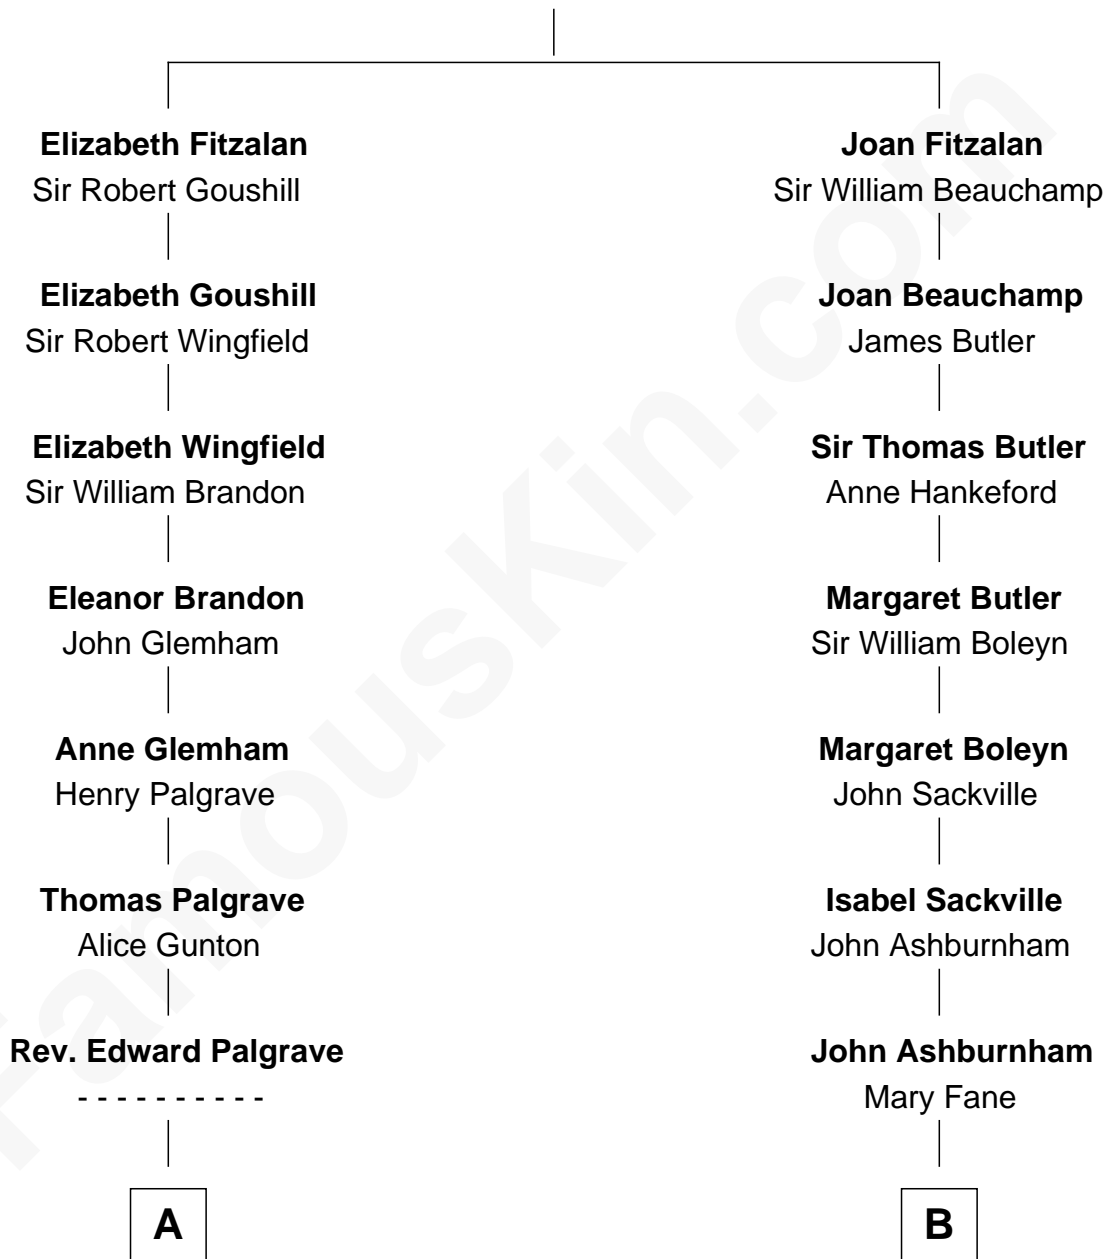 Elizabeth Fitzalan
Sir Robert Goushill
Elizabeth Goushill
Sir Robert Wingfield
Elizabeth Wingfield
Sir William Brandon
Eleanor Brandon
John Glemham
Anne Glemham
Henry Palgrave
Thomas Palgrave
Alice Gunton
Rev. Edward Palgrave
- - - - - - - - - -
A
Joan Fitzalan
Sir William Beauchamp
Joan Beauchamp
James Butler
Sir Thomas Butler
Anne Hankeford
Margaret Butler
Sir William Boleyn
Margaret Boleyn
John Sackville
Isabel Sackville
John Ashburnham
John Ashburnham
Mary Fane
B
FamousKin.com